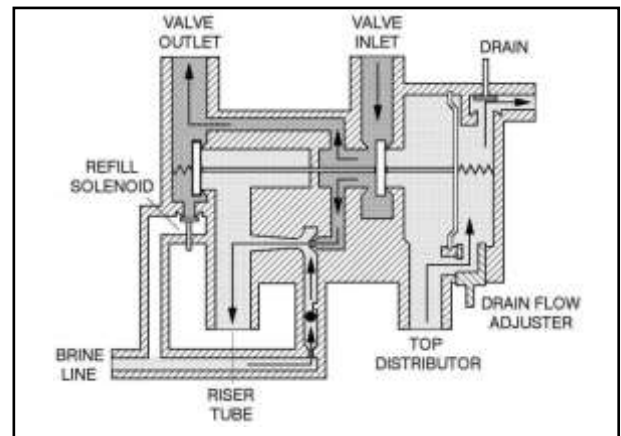 VALVE
OUTLET
VALVE
INLET
DRAIN
REFILL
SOLENOID
DRAIN FLOW
ADJUSTER
BRINE
LINE
TOP
DISTRIBUTOR
RISER
TUBE